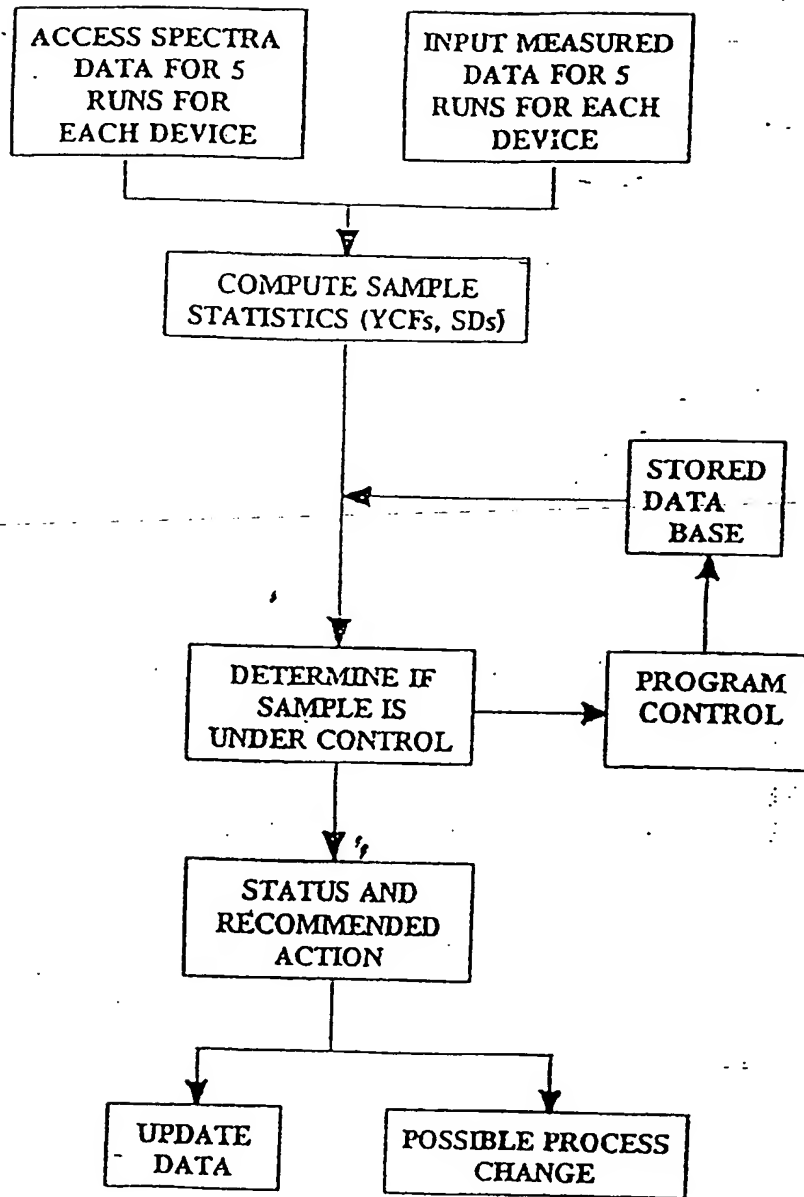 ACCESS SPECTRA
DATA FOR 5
RUNS FOR
EACH DEVICE
INPUT MEASURED
DATA FOR 5
RUNS FOR EACH
DEVICE
COMPUTE SAMPLE
STATISTICS (YCFs, SDs)
STORED
DATA
BASE
DETERMINE IF
SAMPLE IS
UNDER CONTROL
PROGRAM
CONTROL
STATUS AND
RECOMMENDED
ACTION
UPDATE
DATA
POSSIBLE PROCESS
CHANGE